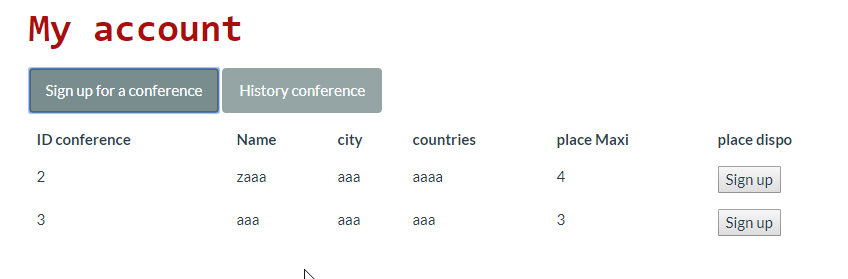 My account
Sign up for a conference History conference
ID conference Name city countries place Maxi place dispo
2 zaaa aaa aaaa 4 Sign up
3 aaa aaa aaa 3 Sign up